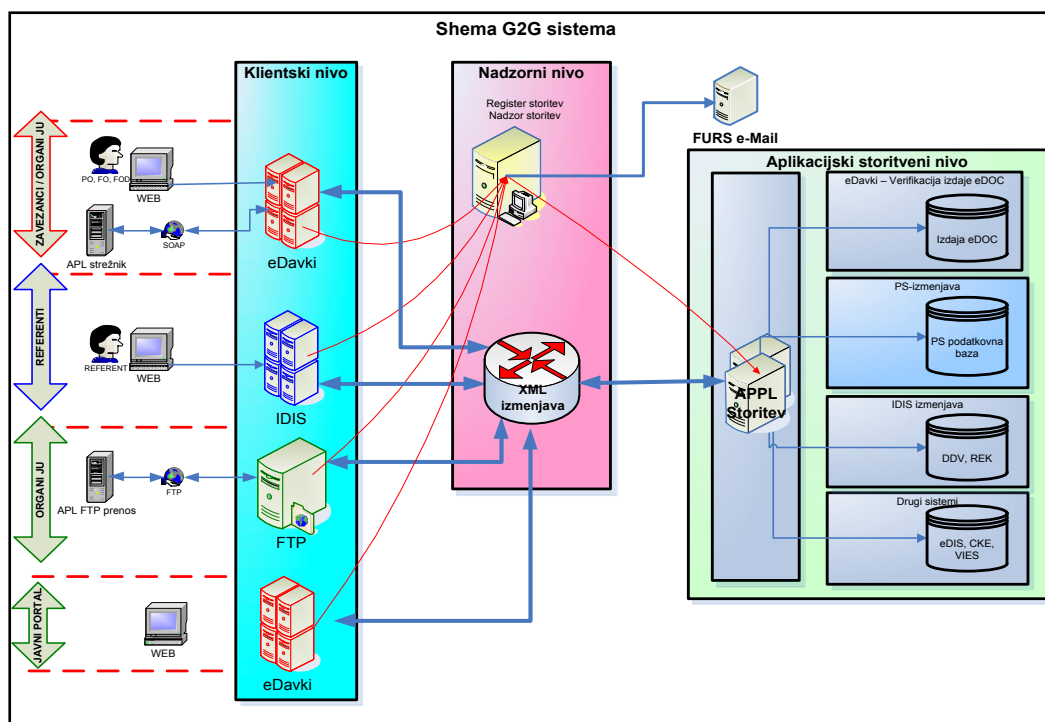 Shema G2G sistema
Klientski nivo
Nadzorni nivo
Register storitev
Nadzor storitev
FURS e-Mail
Aplikacijski storitveni nivo
ZAVEZANCI / ORGANI JU
PO, FO, FOD
WEB
APL strežnik
SOAP
eDavki
REFERENTI
REFERENT
WEB
IDIS
ORGANI JU
APL FTP prenos
FTP
FTP
JAVNI PORTAL
WEB
eDavki
XML
izmenjava
APPL
Storitev
eDavki – Verifikacija izdaje eDOC
Izdaja eDOC
PS-izmenjava
PS podatkovna
baza
IDIS izmenjava
DDV, REK
Drugi sistemi
eDIS, CKE,
VIES